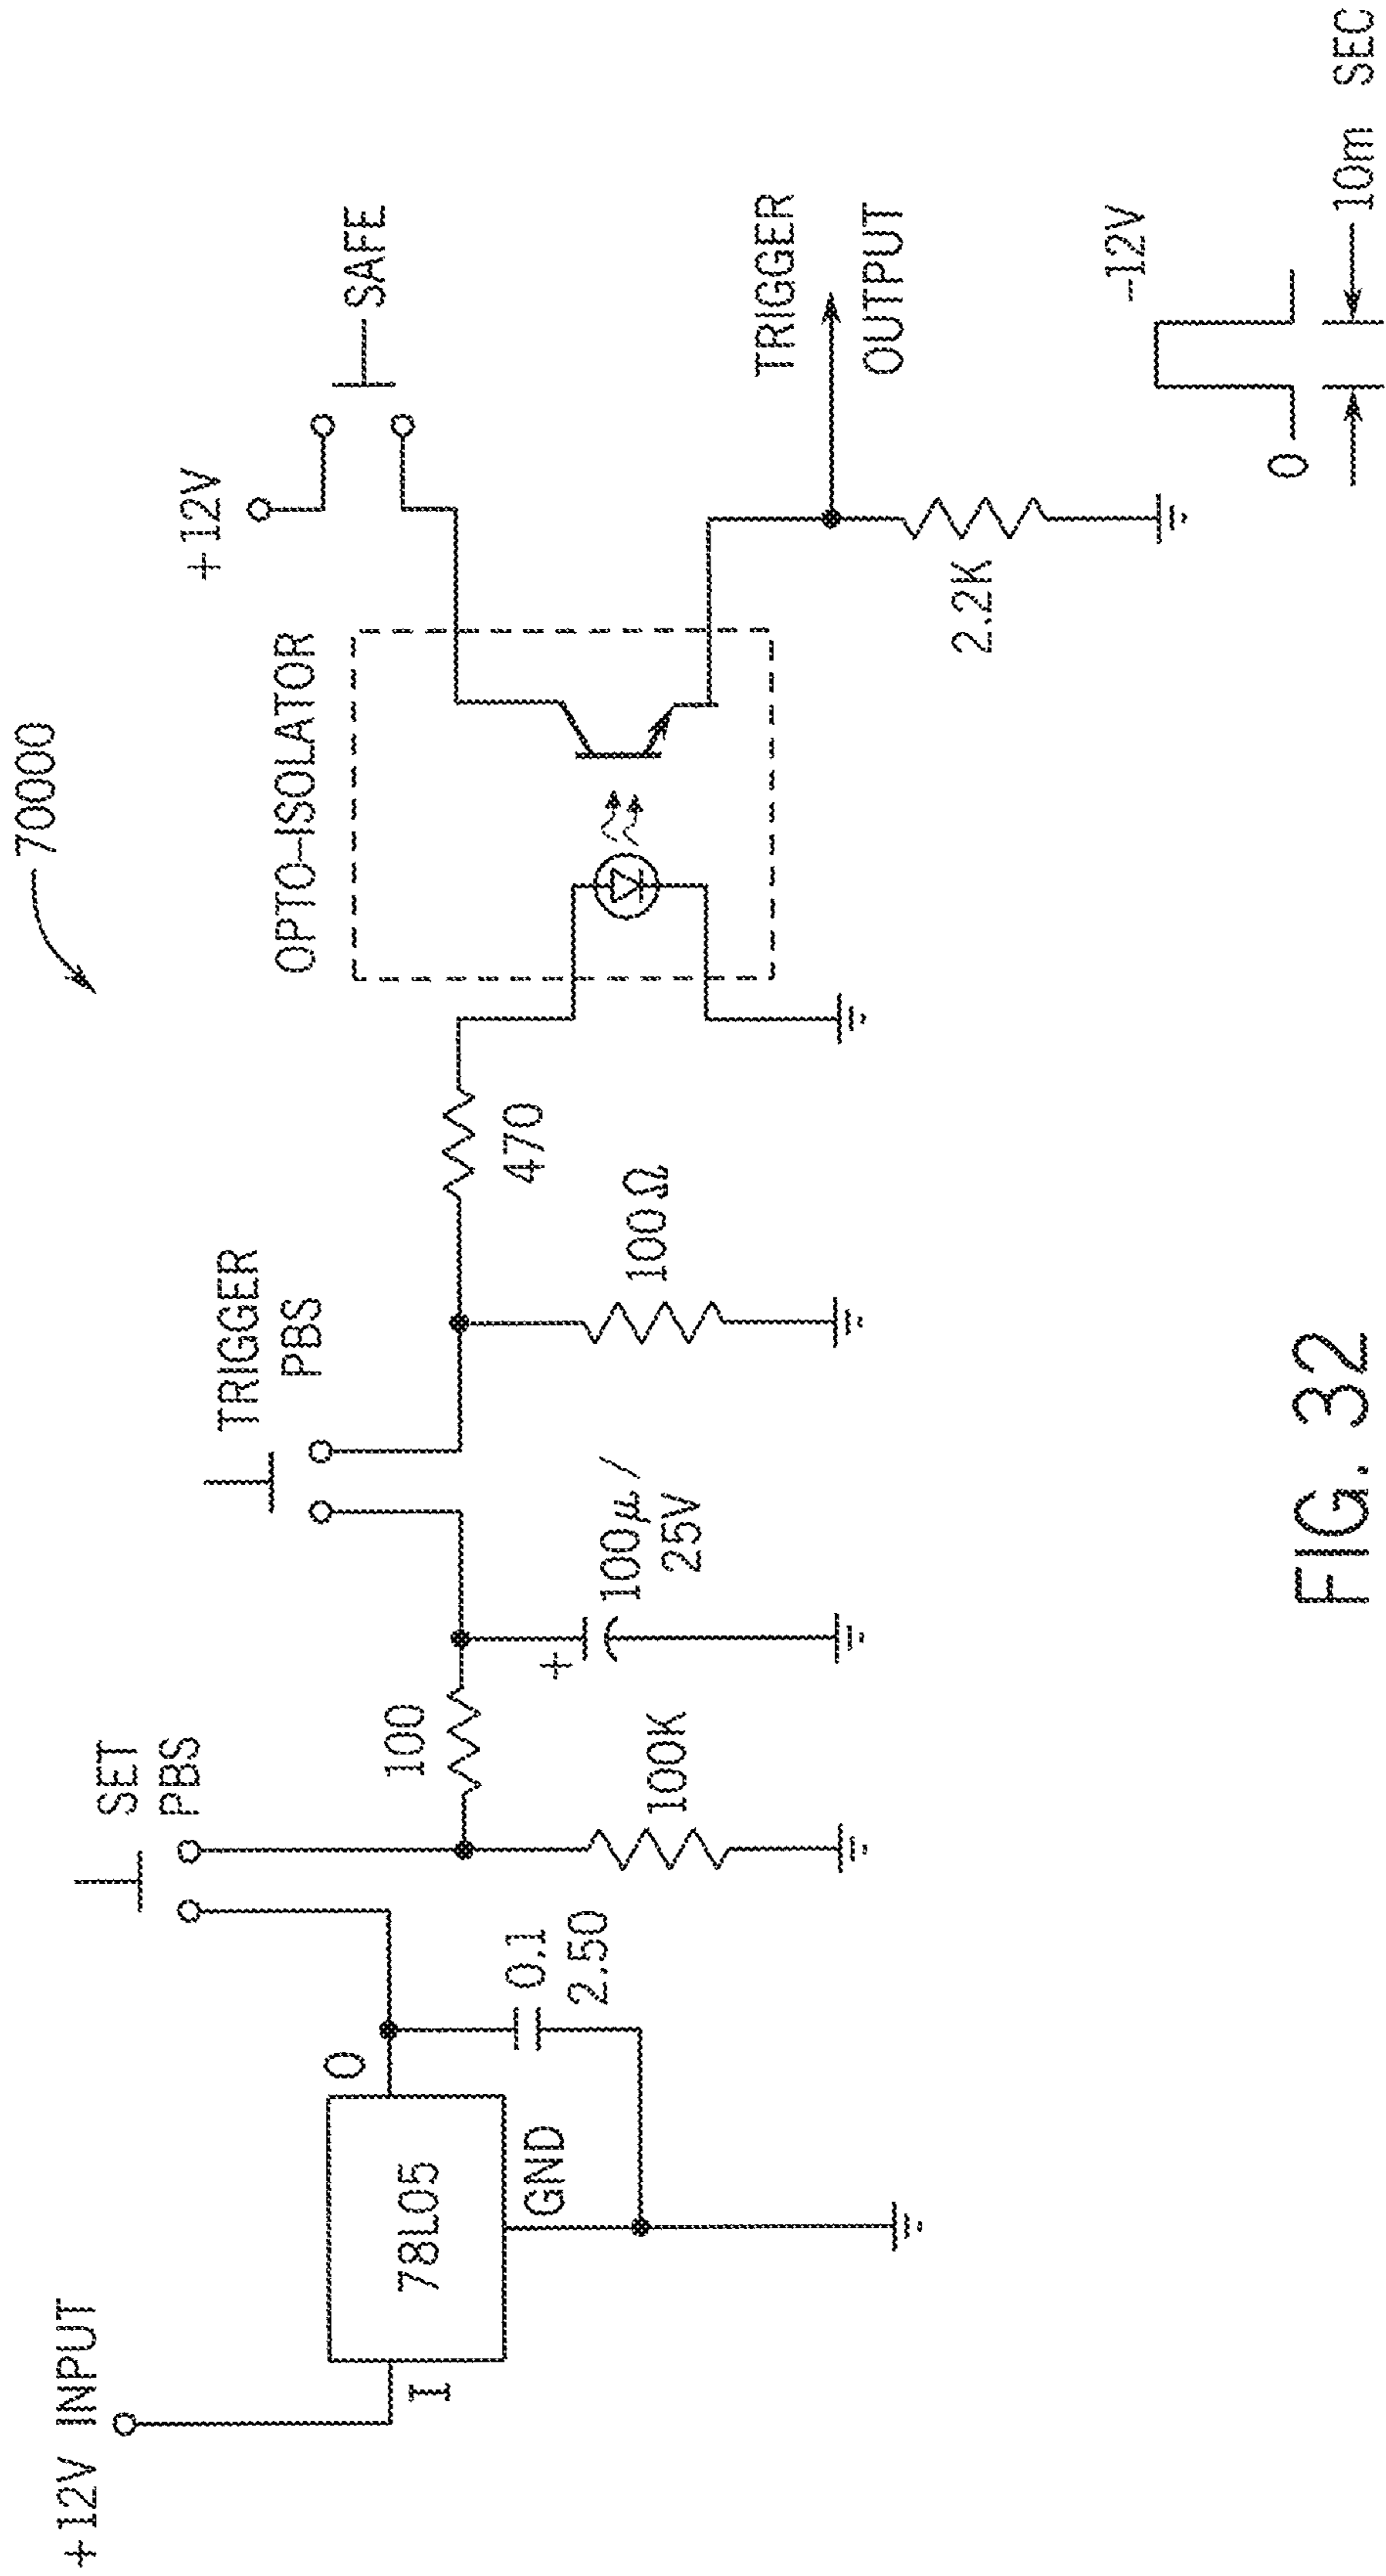 70000
+12V INPUT
I
78L05
O
GND
0.1
2.50
SET
PBS
100K
100
+
100μ/
25V
TRIGGER
PBS
100Ω
470
OPTO-ISOLATOR
+12V
SAFE
TRIGGER
OUTPUT
2.2K
0
-12V
10m SEC
FIG. 32